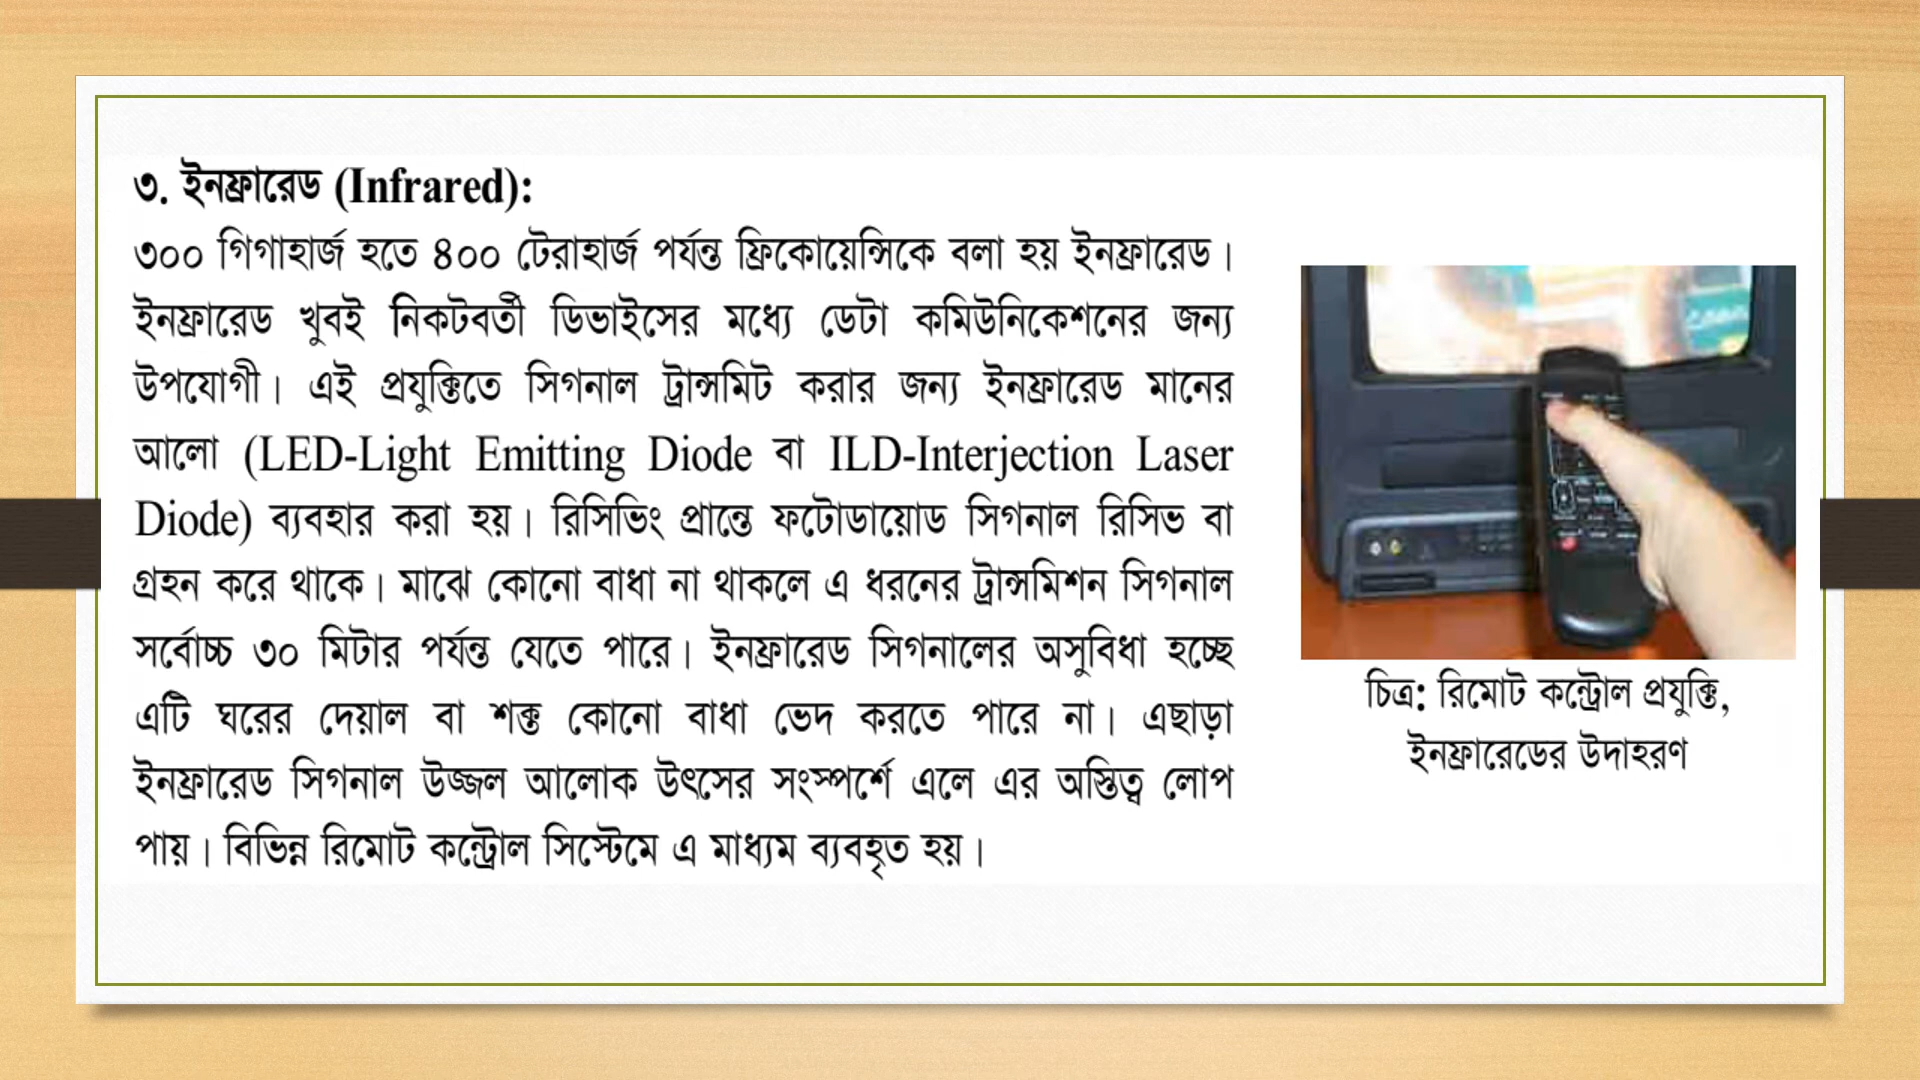 ৩. ইনফ্রারেড (Infrared):
৩০০ গিগাহার্জ হতে ৪০০ টেরাহার্জ পর্যন্ত ফ্রিকোয়েন্সিকে বলা হয় ইনফ্রারেড।
ইনফ্রারেড খুবই নিকটবর্তী ডিভাইসের মধ্যে ডেটা কমিউনিকেশনের জন্য
উপযোগী। এই প্রযুক্তিতে সিগনাল ট্রান্সমিট করার জন্য ইনফ্রারেড মানের
আলো (LED-Light Emitting Diode বা ILD-Interjection Laser
Diode) ব্যবহার করা হয়। রিসিভিং প্রান্তে ফটোডায়োড সিগনাল রিসিভ বা
গ্রহন করে থাকে। মাঝে কোনো বাধা না থাকলে এ ধরনের ট্রান্সমিশন সিগনাল
সর্বোচ্চ ৩০ মিটার পর্যন্ত যেতে পারে। ইনফ্রারেড সিগনালের অসুবিধা হচ্ছে
এটি ঘরের দেয়াল বা শক্ত কোনো বাধা ভেদ করতে পারে না। এছাড়া
ইনফ্রারেড সিগনাল উজ্জল আলোক উৎসের সংস্পর্শে এলে এর অস্তিত্ব লোপ
পায়। বিভিন্ন রিমোট কন্ট্রোল সিস্টেমে এ মাধ্যম ব্যবহৃত হয়।
চিত্র: রিমোট কন্ট্রোল প্রযুক্তি,
ইনফ্রারেডের উদাহরণ